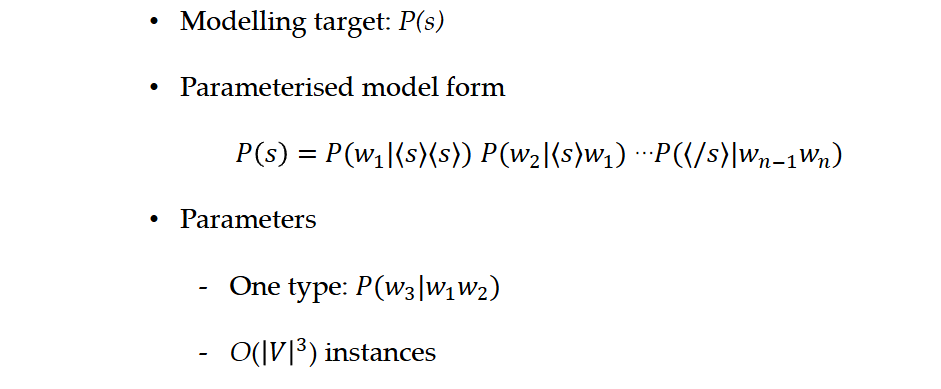 • Modelling target: P(s)
• Parameterised model form
P(s) = P(w₁|⟨s⟩⟨s⟩) P(w₂|⟨s⟩w₁) ⋯P(⟨/s⟩|wₙ₋₁wₙ)
• Parameters
- One type: P(w₃|w₁w₂)
- O(|V|³) instances